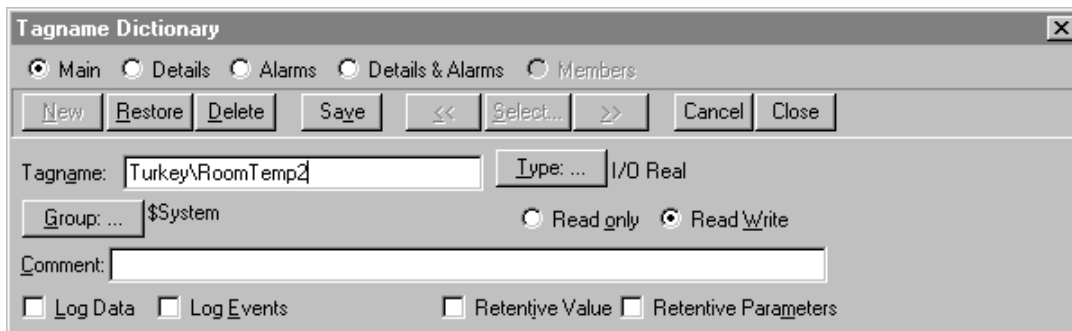 Tagname Dictionary
Main Details Alarms Details & Alarms Members
New Restore Delete Save << Select... >> Cancel Close
Tagname: Turkey\RoomTemp2 Type: ... I/O Real
Group: ... $System Read only Read Write
Comment:
Log Data Log Events Retentive Value Retentive Parameters